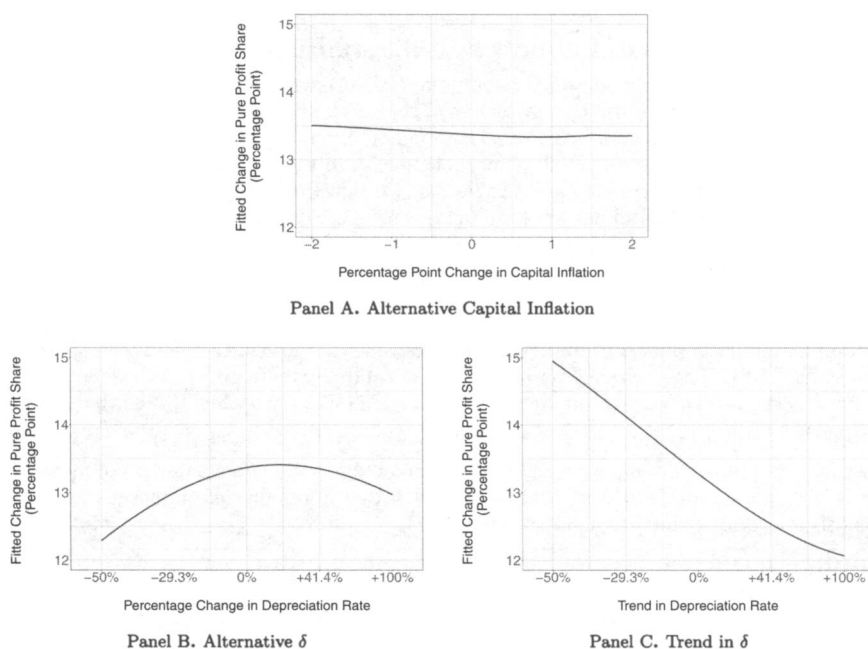 Fitted Change in Pure Profit Share
(Percentage Point)
15
14
13
12
−2
−1
0
1
2
Percentage Point Change in Capital Inflation
Panel A. Alternative Capital Inflation
Fitted Change in Pure Profit Share
(Percentage Point)
15
14
13
12
−50%
−29.3%
0%
+41.4%
+100%
Percentage Change in Depreciation Rate
Panel B. Alternative δ
Fitted Change in Pure Profit Share
(Percentage Point)
15
14
13
12
−50%
−29.3%
0%
+41.4%
+100%
Trend in Depreciation Rate
Panel C. Trend in δ